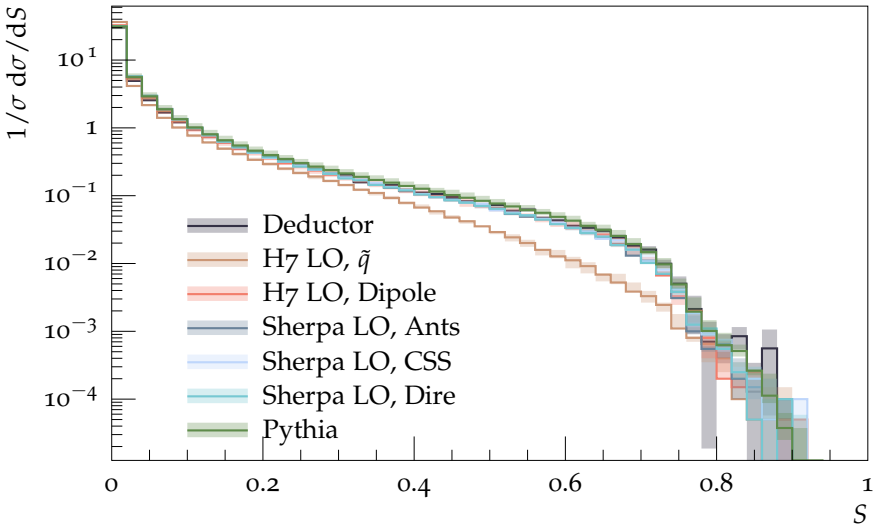 1/σ dσ/dS
10¹
1
10⁻¹
10⁻²
10⁻³
10⁻⁴
Deductor
H7 LO, q̃
H7 LO, Dipole
Sherpa LO, Ants
Sherpa LO, CSS
Sherpa LO, Dire
Pythia
0 0.2 0.4 0.6 0.8 1
S